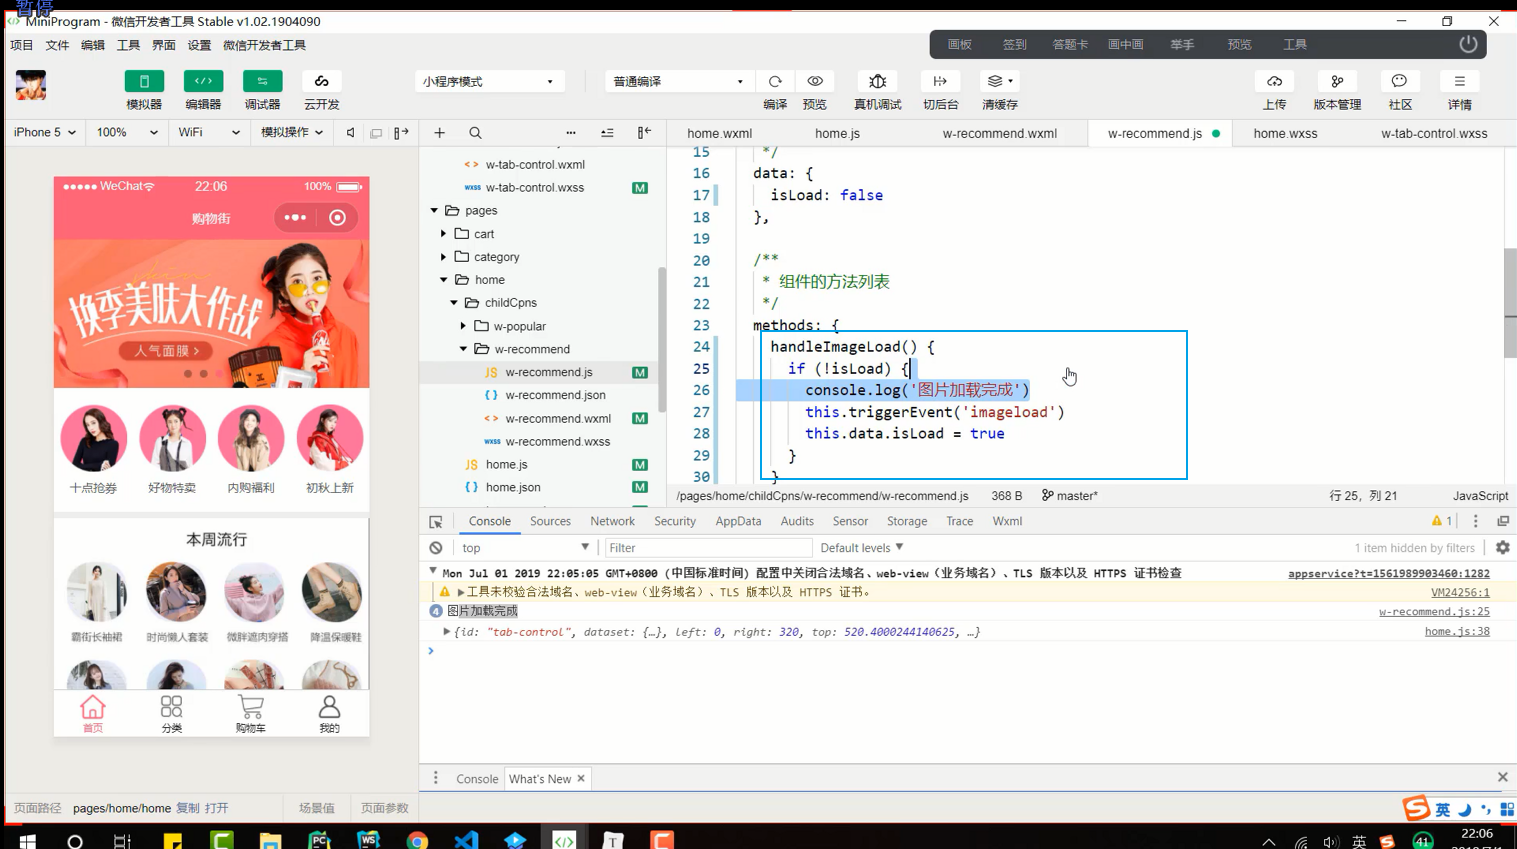 暂停
MiniProgram - 微信开发者工具 Stable v1.02.1904090
项目 文件 编辑 工具 界面 设置 微信开发者工具
画板 签到 答题卡 画中画 举手 预览 工具
模拟器 编辑器 调试器 云开发
小程序模式 普通编译
编译 预览 真机调试 切后台 清缓存
上传 版本管理 社区 详情
iPhone 5 100% WiFi 模拟操作
home.wxml home.js w-recommend.wxml w-recommend.js home.wxss w-tab-control.wxss
WeChat 22:06 100%
购物街
换季美肤大作战
人气面膜 >
十点抢券 好物特卖 内购福利 初秋上新
本周流行
霸街长袖裙 时尚懒人套装 微胖遮肉穿搭 降温保暖鞋
首页 分类 购物车 我的
页面路径 pages/home/home 复制 打开 场景值 页面参数
<> w-tab-control.wxml
wxss w-tab-control.wxss M
pages
cart
category
home
childCpns
w-popular
w-recommend
JS w-recommend.js M
{ } w-recommend.json
<> w-recommend.wxml M
wxss w-recommend.wxss
JS home.js M
{ } home.json M
15 */
16 data: {
17 isLoad: false
18 },
19
20 /**
21 * 组件的方法列表
22 */
23 methods: {
24 handleImageLoad() {
25 if (!isLoad) {
26 console.log('图片加载完成')
27 this.triggerEvent('imageload')
28 this.data.isLoad = true
29 }
30 }
/pages/home/childCpns/w-recommend/w-recommend.js 368 B master* 行 25，列 21 JavaScript
Console Sources Network Security AppData Audits Sensor Storage Trace Wxml 1
top Filter Default levels 1 item hidden by filters
Mon Jul 01 2019 22:05:05 GMT+0800 (中国标准时间) 配置中关闭合法域名、web-view（业务域名）、TLS 版本以及 HTTPS 证书检查 appservice?t=1561989903460:1282
工具未校验合法域名、web-view（业务域名）、TLS 版本以及 HTTPS 证书。 VM24256:1
4 图片加载完成 w-recommend.js:25
{id: "tab-control", dataset: {…}, left: 0, right: 320, top: 520.4000244140625, …} home.js:38
Console What's New
英
英 41 22:06